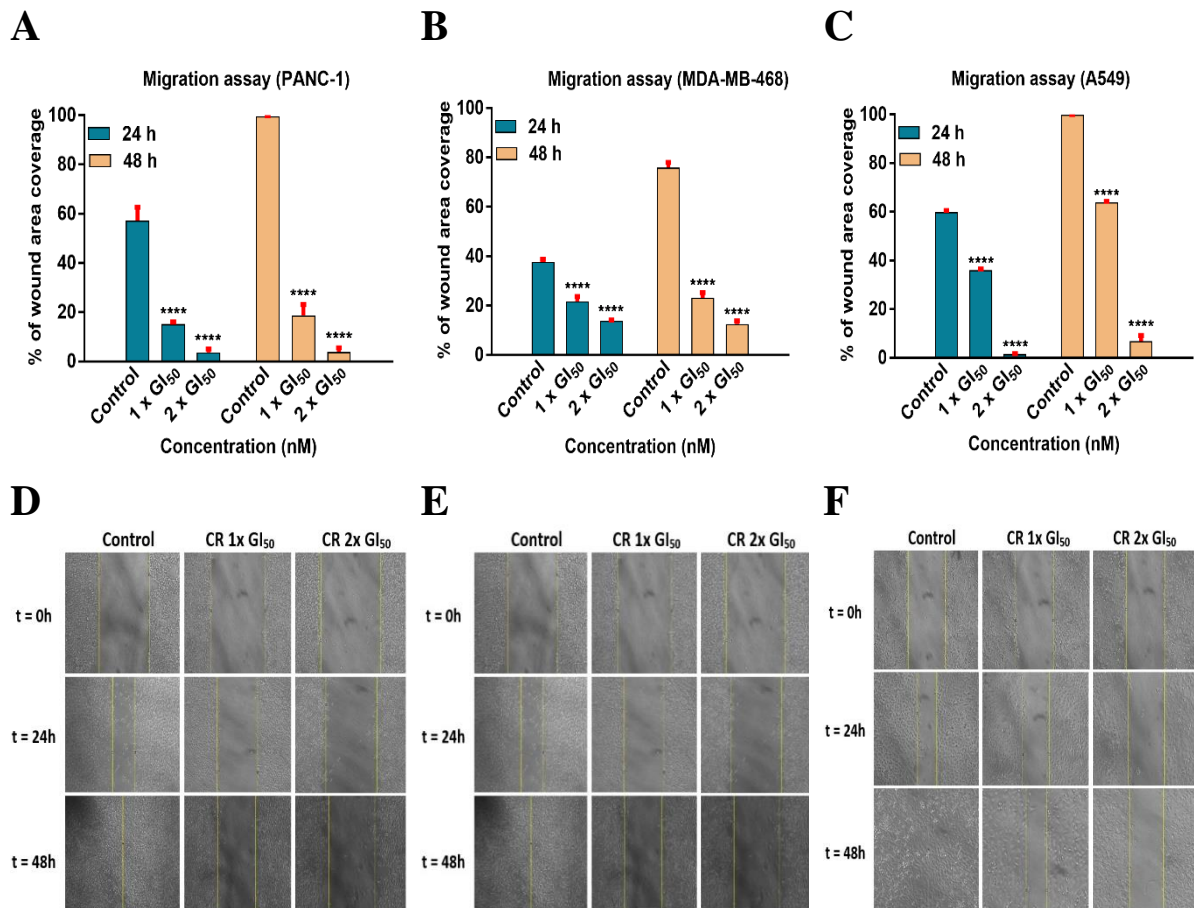 A
Migration assay (PANC-1)
% of wound area coverage
100
80
60
40
20
0
24 h
48 h
****
****
****
****
Control
1 x GI₅₀
2 x GI₅₀
Control
1 x GI₅₀
2 x GI₅₀
Concentration (nM)
B
Migration assay (MDA-MB-468)
% of wound area coverage
100
80
60
40
20
0
24 h
48 h
****
****
****
****
Control
1 x GI₅₀
2 x GI₅₀
Control
1 x GI₅₀
2 x GI₅₀
Concentration (nM)
C
Migration assay (A549)
% of wound area coverage
100
80
60
40
20
0
24 h
48 h
****
****
****
****
Control
1 x GI₅₀
2 x GI₅₀
Control
1 x GI₅₀
2 x GI₅₀
Concentration (nM)
D
Control CR 1x GI₅₀ CR 2x GI₅₀
t = 0h
t = 24h
t = 48h
E
Control CR 1x GI₅₀ CR 2x GI₅₀
t = 0h
t = 24h
t = 48h
F
Control CR 1x GI₅₀ CR 2x GI₅₀
t = 0h
t = 24h
t = 48h